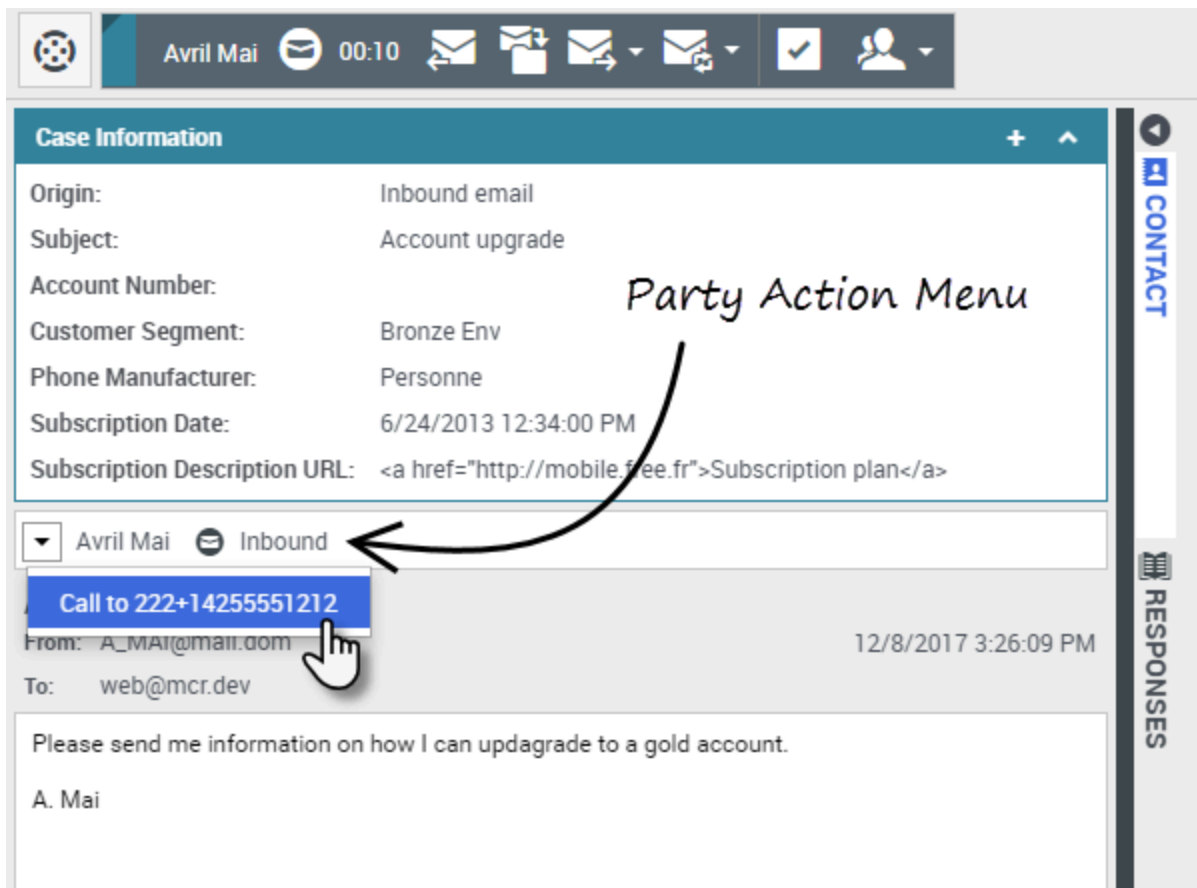 Avril Mai 00:10
Case Information
Origin: Inbound email
Subject: Account upgrade
Account Number:
Party Action Menu
Customer Segment: Bronze Env
Phone Manufacturer: Personne
Subscription Date: 6/24/2013 12:34:00 PM
Subscription Description URL: <a href="http://mobile.free.fr">Subscription plan</a>
Avril Mai Inbound
Call to 222+14255551212
From: A_MAI@mail.dom 12/8/2017 3:26:09 PM
To: web@mcr.dev
Please send me information on how I can updagrade to a gold account.
A. Mai
CONTACT
RESPONSES